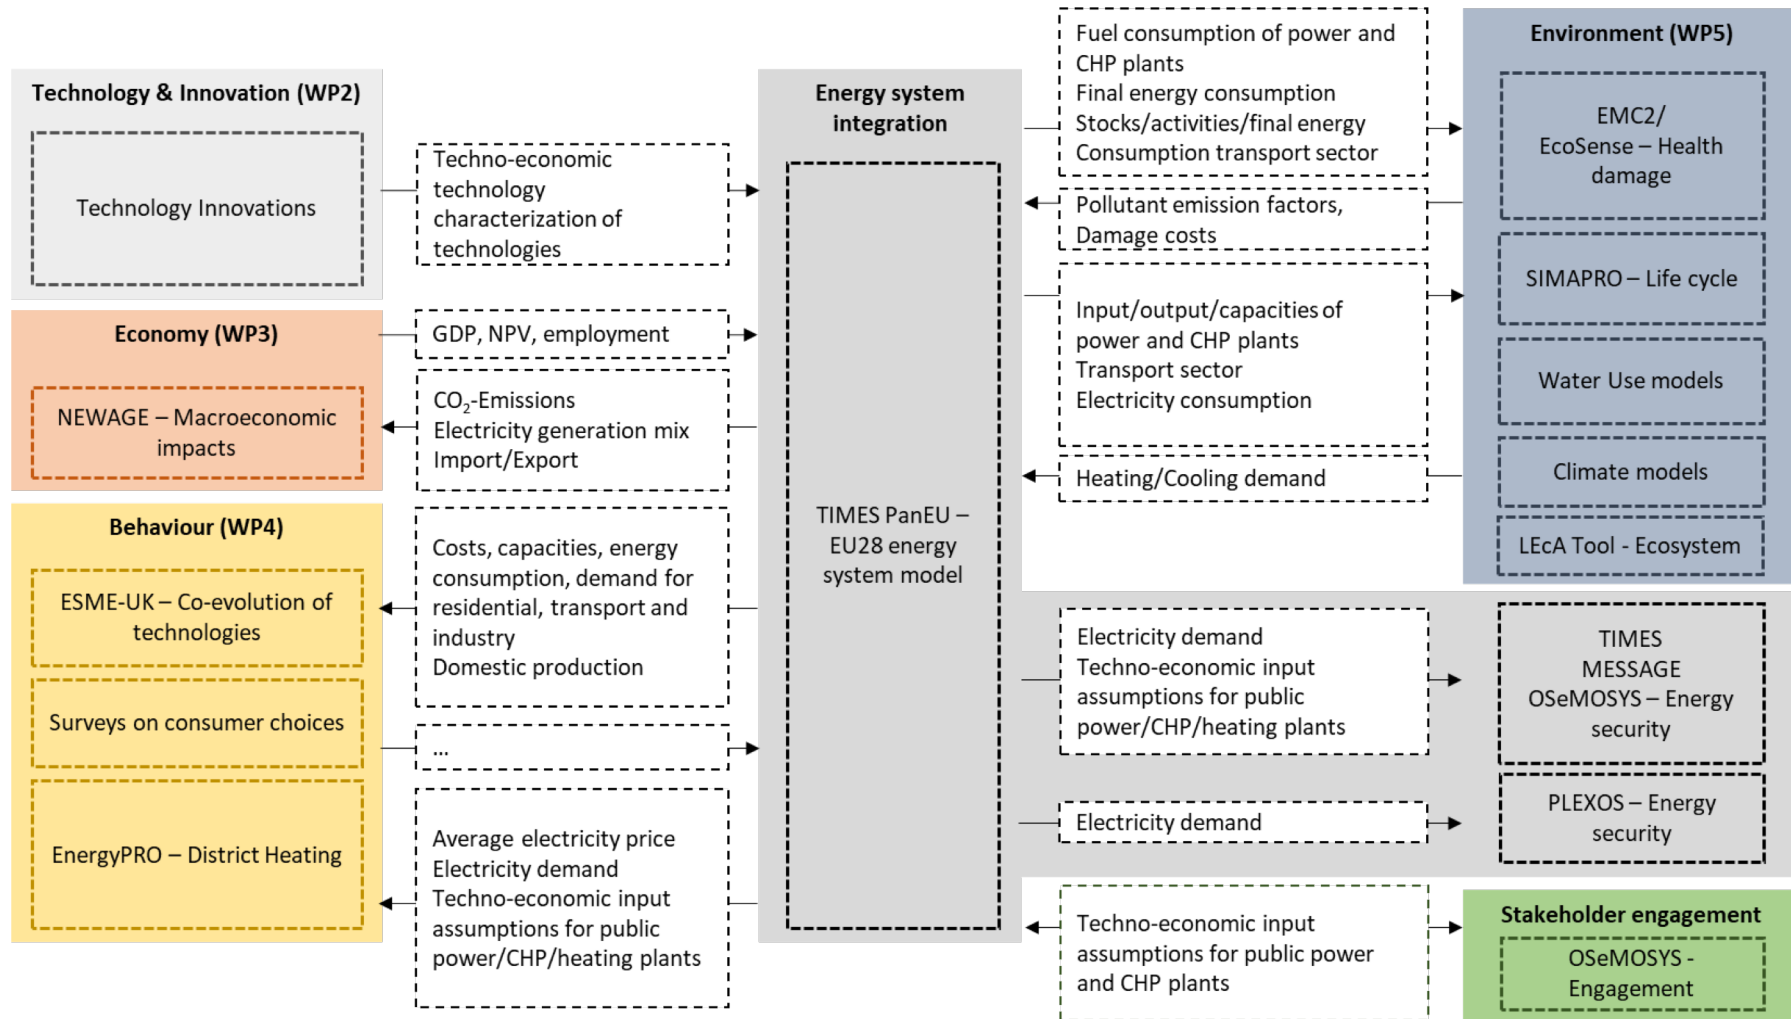 Technology & Innovation (WP2)
Technology Innovations
Economy (WP3)
NEWAGE – Macroeconomic
impacts
Behaviour (WP4)
ESME-UK – Co-evolution of
technologies
Surveys on consumer choices
EnergyPRO – District Heating
Techno-economic
technology
characterization of
technologies
GDP, NPV, employment
CO₂-Emissions
Electricity generation mix
Import/Export
Costs, capacities, energy
consumption, demand for
residential, transport and
industry
Domestic production
...
Average electricity price
Electricity demand
Techno-economic input
assumptions for public
power/CHP/heating plants
Energy system
integration
TIMES PanEU –
EU28 energy
system model
Fuel consumption of power and
CHP plants
Final energy consumption
Stocks/activities/final energy
Consumption transport sector
Pollutant emission factors,
Damage costs
Input/output/capacities of
power and CHP plants
Transport sector
Electricity consumption
Heating/Cooling demand
Electricity demand
Techno-economic input
assumptions for public
power/CHP/heating plants
Electricity demand
Techno-economic input
assumptions for public power
and CHP plants
Environment (WP5)
EMC2/
EcoSense – Health
damage
SIMAPRO – Life cycle
Water Use models
Climate models
LEcA Tool - Ecosystem
TIMES
MESSAGE
OSeMOSYS – Energy
security
PLEXOS – Energy
security
Stakeholder engagement
OSeMOSYS -
Engagement